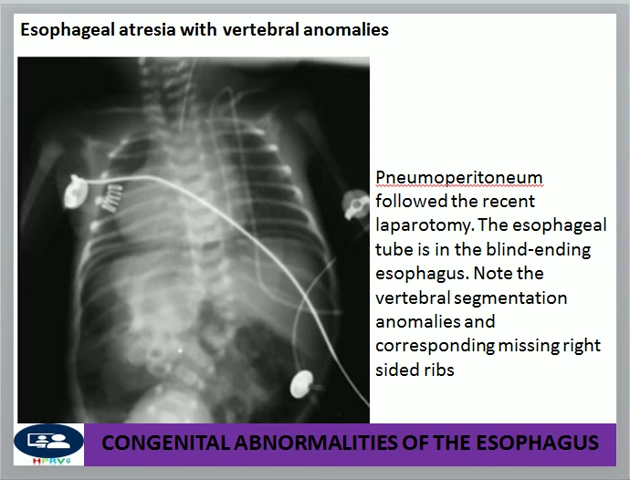 Esophageal atresia with vertebral anomalies
Pneumoperitoneum
followed the recent
laparotomy. The esophageal
tube is in the blind-ending
esophagus. Note the
vertebral segmentation
anomalies and
corresponding missing right
sided ribs
CONGENITAL ABNORMALITIES OF THE ESOPHAGUS